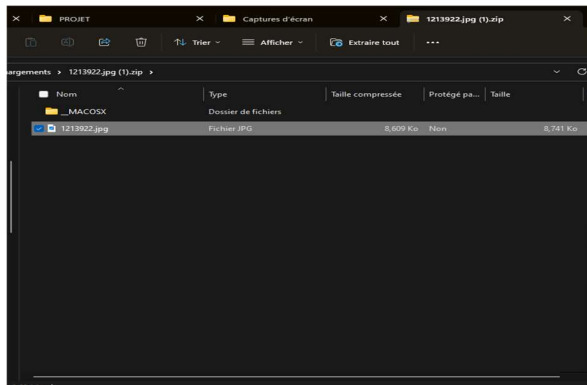 PROJET Captures d'écran 1213922.jpg (1).zip
Trier Afficher Extraire tout
argements > 1213922.jpg (1).zip >
Nom Type Taille compressée Protégé pa... Taille
__MACOSX Dossier de fichiers
1213922.jpg Fichier JPG 8,609 Ko Non 8,741 Ko